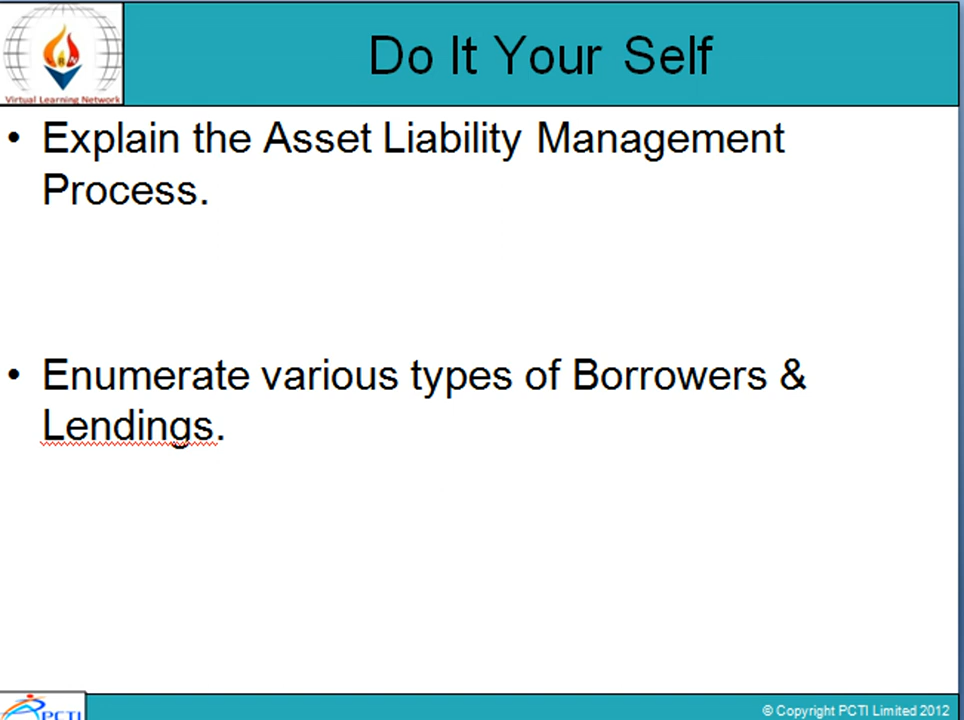 Do It Your Self
Virtual Learning Network
• Explain the Asset Liability Management
Process.
• Enumerate various types of Borrowers &
Lendings.
PCTI
© Copyright PCTI Limited 2012